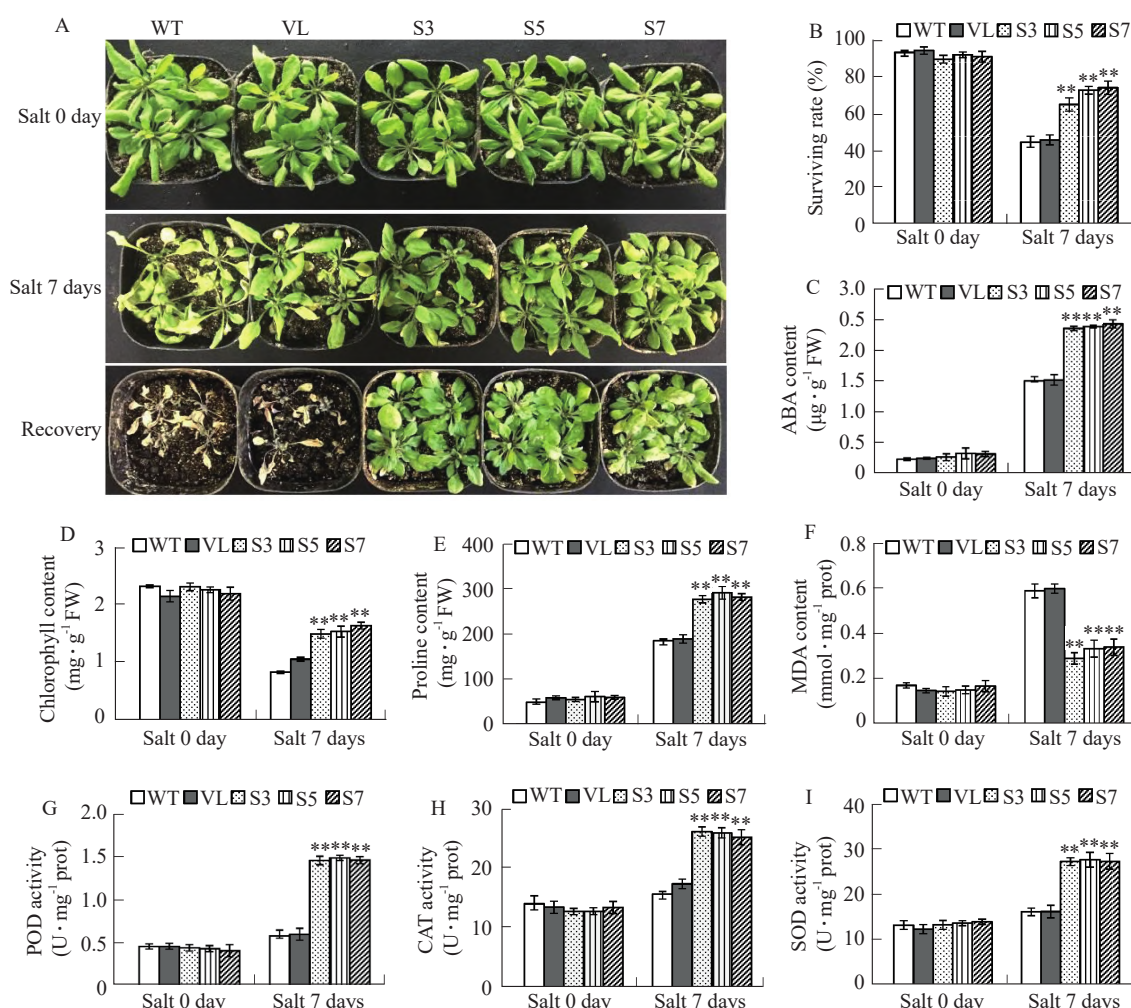 A WT VL S3 S5 S7
Salt 0 day
Salt 7 days
Recovery
B
WT VL S3 S5 S7
Surviving rate (%)
100
80
60
40
20
0
** ** **
Salt 0 day Salt 7 days
C
WT VL S3 S5 S7
ABA content
(μg · g-1 FW)
3.0
2.5
2.0
1.5
1.0
0.5
0
**** **
Salt 0 day Salt 7 days
D
WT VL S3 S5 S7
Chlorophyll content
(mg · g-1 FW)
3
2
1
0
**** **
Salt 0 day Salt 7 days
E
WT VL S3 S5 S7
Proline content
(mg · g-1 FW)
400
300
200
100
0
** ** **
Salt 0 day Salt 7 days
F
WT VL S3 S5 S7
MDA content
(mmol · mg-1 prot)
0.8
0.6
0.4
0.2
0
** ****
Salt 0 day Salt 7 days
G
WT VL S3 S5 S7
POD activity
(U · mg-1 prot)
2.0
1.5
1.0
0.5
0
**** **
Salt 0 day Salt 7 days
H
WT VL S3 S5 S7
CAT activity
(U · mg-1 prot)
30
20
10
0
**** **
Salt 0 day Salt 7 days
I
WT VL S3 S5 S7
SOD activity
(U · mg-1 prot)
40
30
20
10
0
** ** **
Salt 0 day Salt 7 days